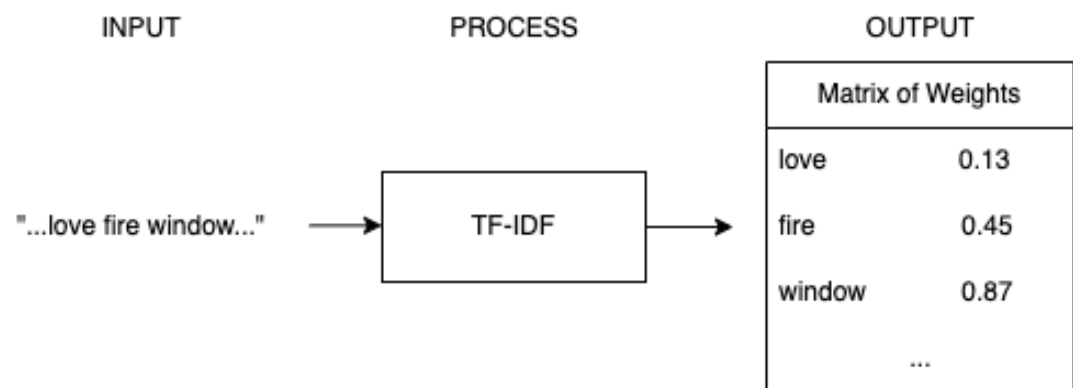 INPUT PROCESS OUTPUT
Matrix of Weights
love 0.13
"...love fire window..." TF-IDF fire 0.45
window 0.87
...